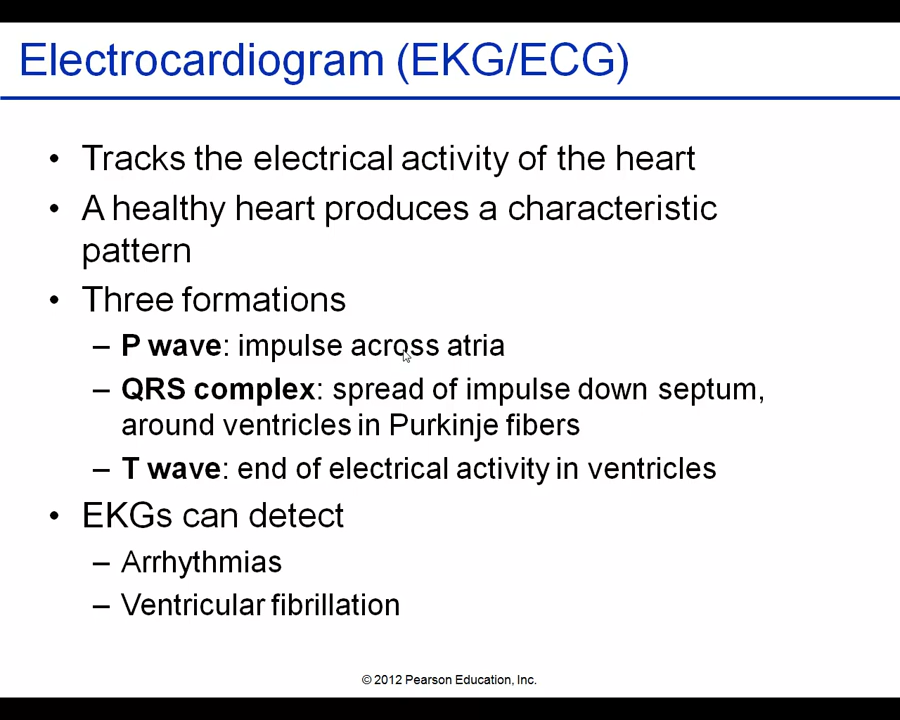 Electrocardiogram (EKG/ECG)
• Tracks the electrical activity of the heart
• A healthy heart produces a characteristic
pattern
• Three formations
– P wave: impulse across atria
– QRS complex: spread of impulse down septum,
around ventricles in Purkinje fibers
– T wave: end of electrical activity in ventricles
• EKGs can detect
– Arrhythmias
– Ventricular fibrillation
© 2012 Pearson Education, Inc.